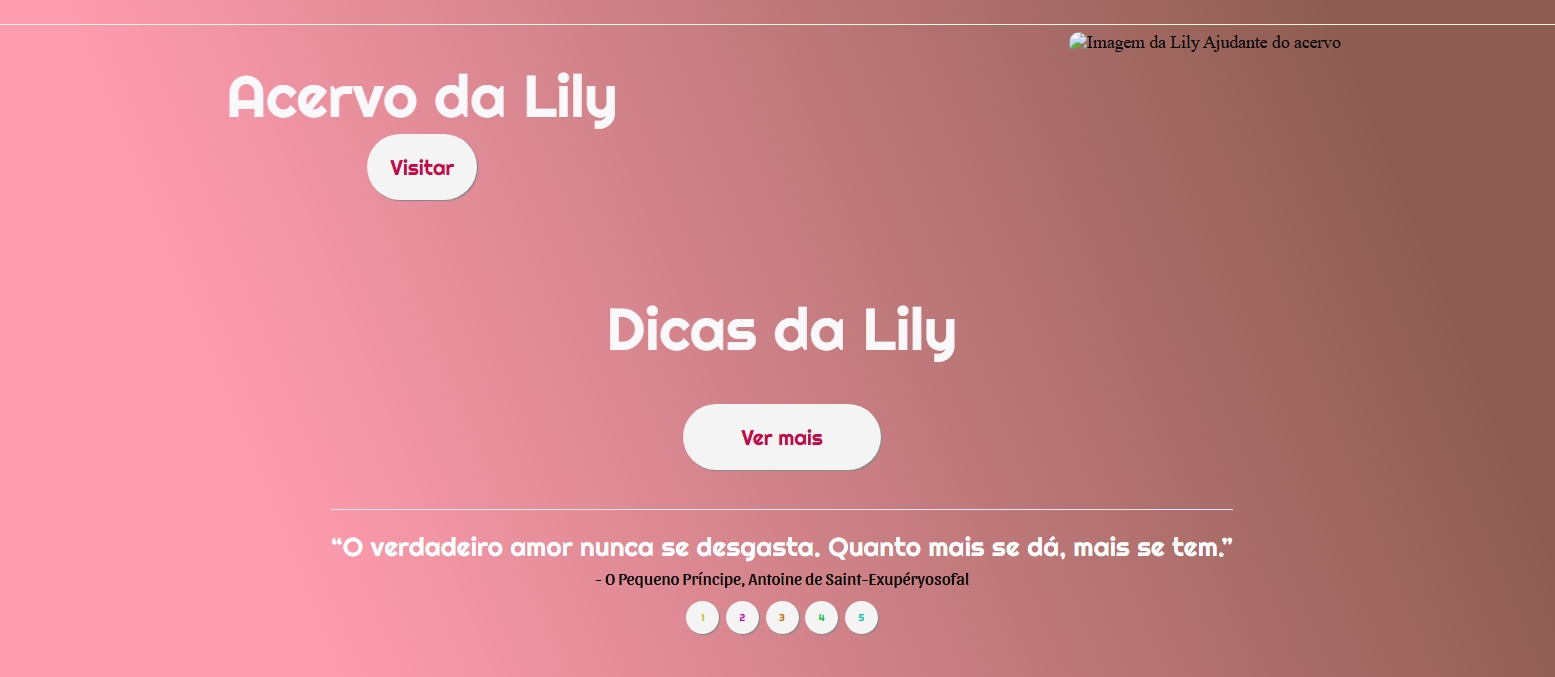 Imagem da Lily Ajudante do acervo
Acervo da Lily
Visitar
Dicas da Lily
Ver mais
“O verdadeiro amor nunca se desgasta. Quanto mais se dá, mais se tem.”
- O Pequeno Príncipe, Antoine de Saint-Exupéryosofal
1 2 3 4 5